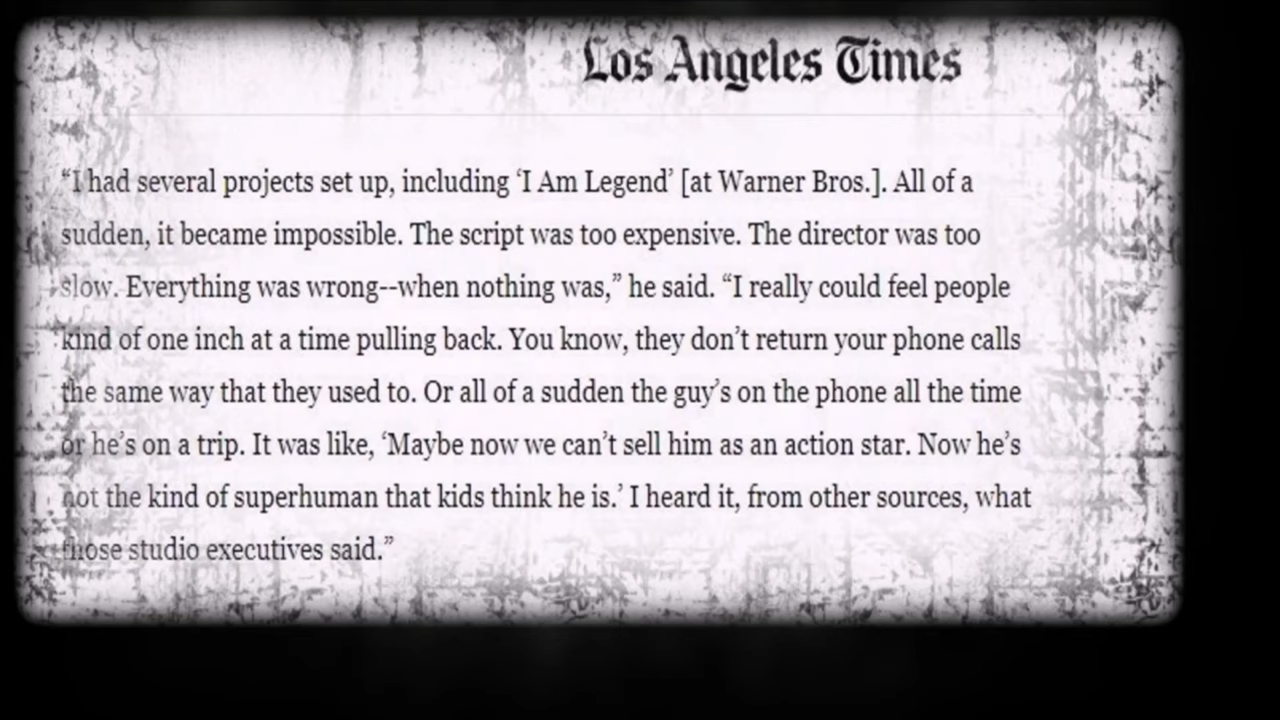 Los Angeles Times
“I had several projects set up, including ‘I Am Legend’ [at Warner Bros.]. All of a
sudden, it became impossible. The script was too expensive. The director was too
slow. Everything was wrong--when nothing was,” he said. “I really could feel people
kind of one inch at a time pulling back. You know, they don’t return your phone calls
the same way that they used to. Or all of a sudden the guy’s on the phone all the time
or he’s on a trip. It was like, ‘Maybe now we can’t sell him as an action star. Now he’s
not the kind of superhuman that kids think he is.’ I heard it, from other sources, what
those studio executives said.”